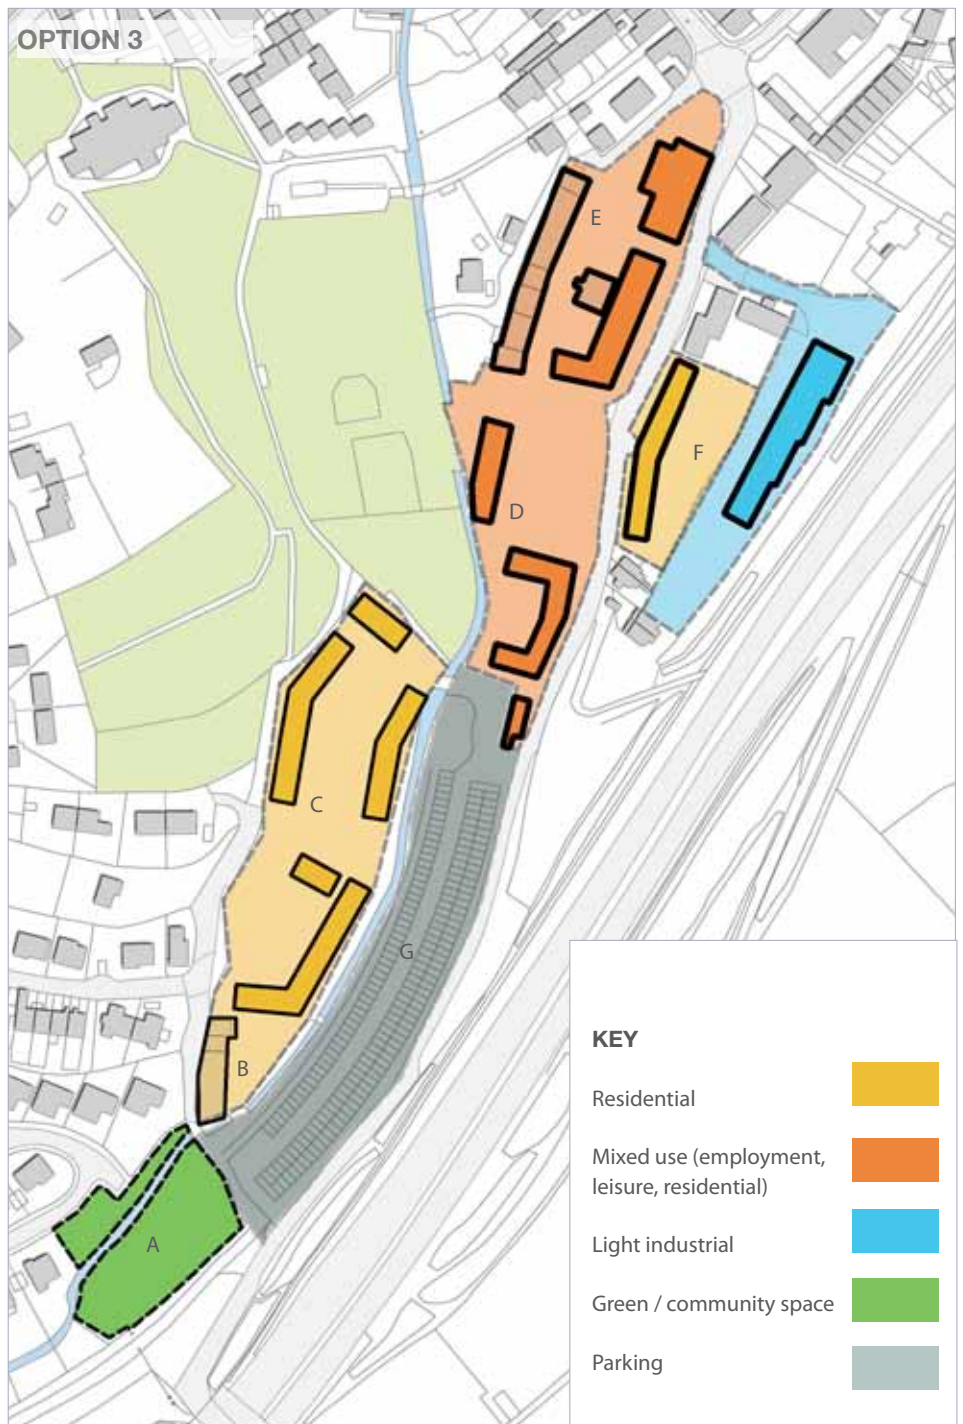 OPTION 3
E
F
D
C
G
B
A
KEY
Residential
Mixed use (employment,
leisure, residential)
Light industrial
Green / community space
Parking